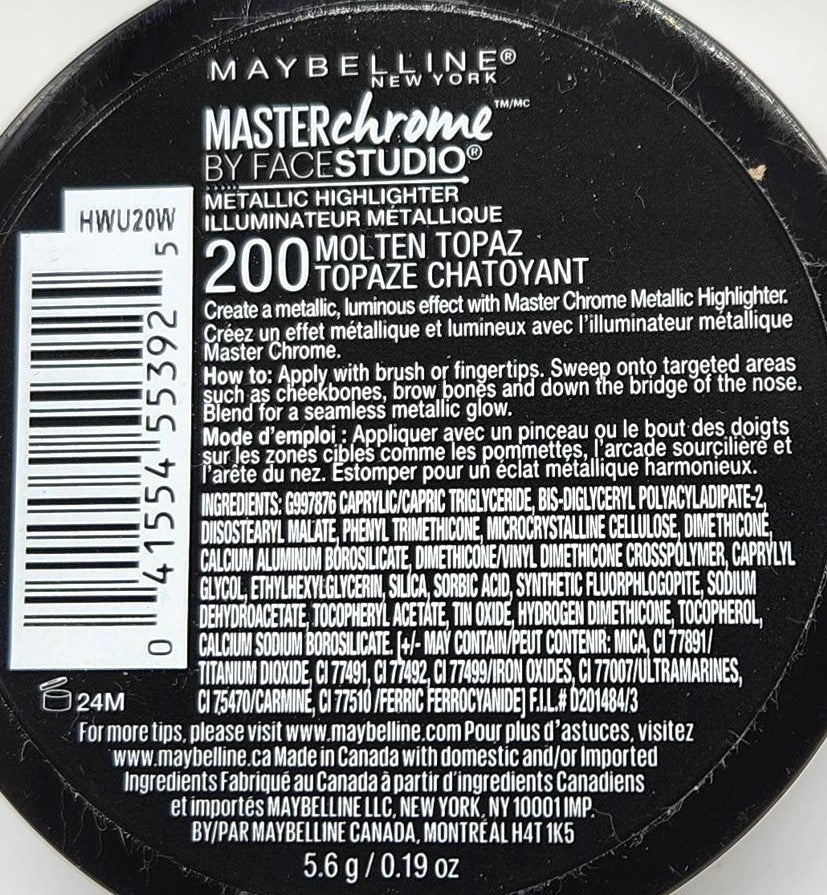 MAYBELLINE®
NEW YORK
MASTERchrome™/MC
BY FACESTUDIO®
METALLIC HIGHLIGHTER
ILLUMINATEUR MÉTALLIQUE
200 MOLTEN TOPAZ
TOPAZE CHATOYANT
HWU20W
0 41554 55392 5
Create a metallic, luminous effect with Master Chrome Metallic Highlighter.
Créez un effet métallique et lumineux avec l'illuminateur métallique
Master Chrome.
How to: Apply with brush or fingertips. Sweep onto targeted areas
such as cheekbones, brow bones and down the bridge of the nose.
Blend for a seamless metallic glow.
Mode d'emploi : Appliquer avec un pinceau ou le bout des doigts
sur les zones cibles comme les pommettes, l'arcade sourcilière et
l'arête du nez. Estomper pour un éclat métallique harmonieux.
INGREDIENTS: G997876 CAPRYLIC/CAPRIC TRIGLYCERIDE, BIS-DIGLYCERYL POLYACYLADIPATE-2,
DIISOSTEARYL MALATE, PHENYL TRIMETHICONE, MICROCRYSTALLINE CELLULOSE, DIMETHICONE,
CALCIUM ALUMINUM BOROSILICATE, DIMETHICONE/VINYL DIMETHICONE CROSSPOLYMER, CAPRYLYL
GLYCOL, ETHYLHEXYLGLYCERIN, SILICA, SORBIC ACID, SYNTHETIC FLUORPHLOGOPITE, SODIUM
DEHYDROACETATE, TOCOPHERYL ACETATE, TIN OXIDE, HYDROGEN DIMETHICONE, TOCOPHEROL,
CALCIUM SODIUM BOROSILICATE. [+/- MAY CONTAIN/PEUT CONTENIR: MICA, CI 77891/
TITANIUM DIOXIDE, CI 77491, CI 77492, CI 77499/IRON OXIDES, CI 77007/ULTRAMARINES,
CI 75470/CARMINE, CI 77510 /FERRIC FERROCYANIDE] F.I.L.# D201484/3
24M
For more tips, please visit www.maybelline.com Pour plus d'astuces, visitez
www.maybelline.ca Made in Canada with domestic and/or Imported
Ingredients Fabriqué au Canada à partir d'ingredients Canadiens
et importés MAYBELLINE LLC, NEW YORK, NY 10001 IMP.
BY/PAR MAYBELLINE CANADA, MONTRÉAL H4T 1K5
5.6 g / 0.19 oz